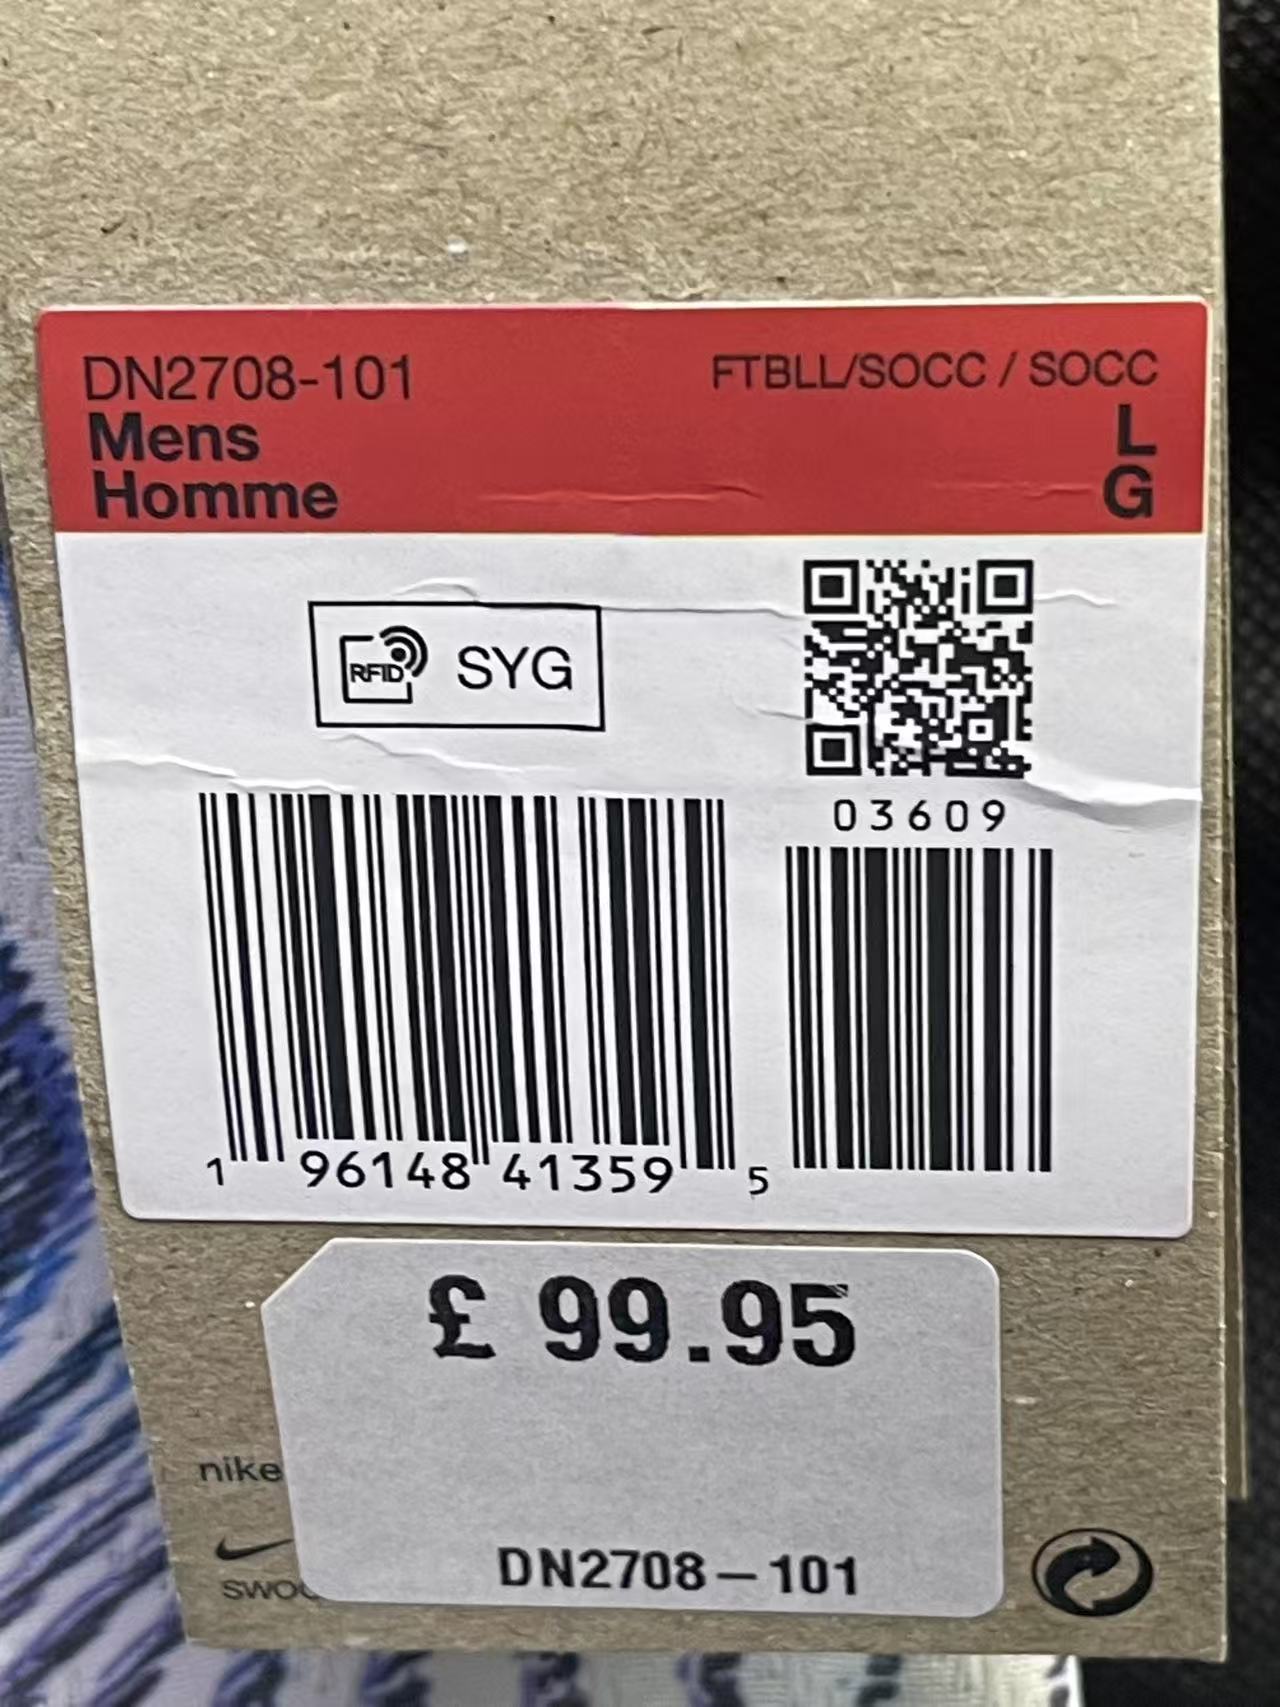 DN2708-101
FTBLL/SOCC / SOCC
Mens
L
Homme
G
RFID
SYG
03609
1 96148 41359 5
£ 99.95
nike
DN2708-101